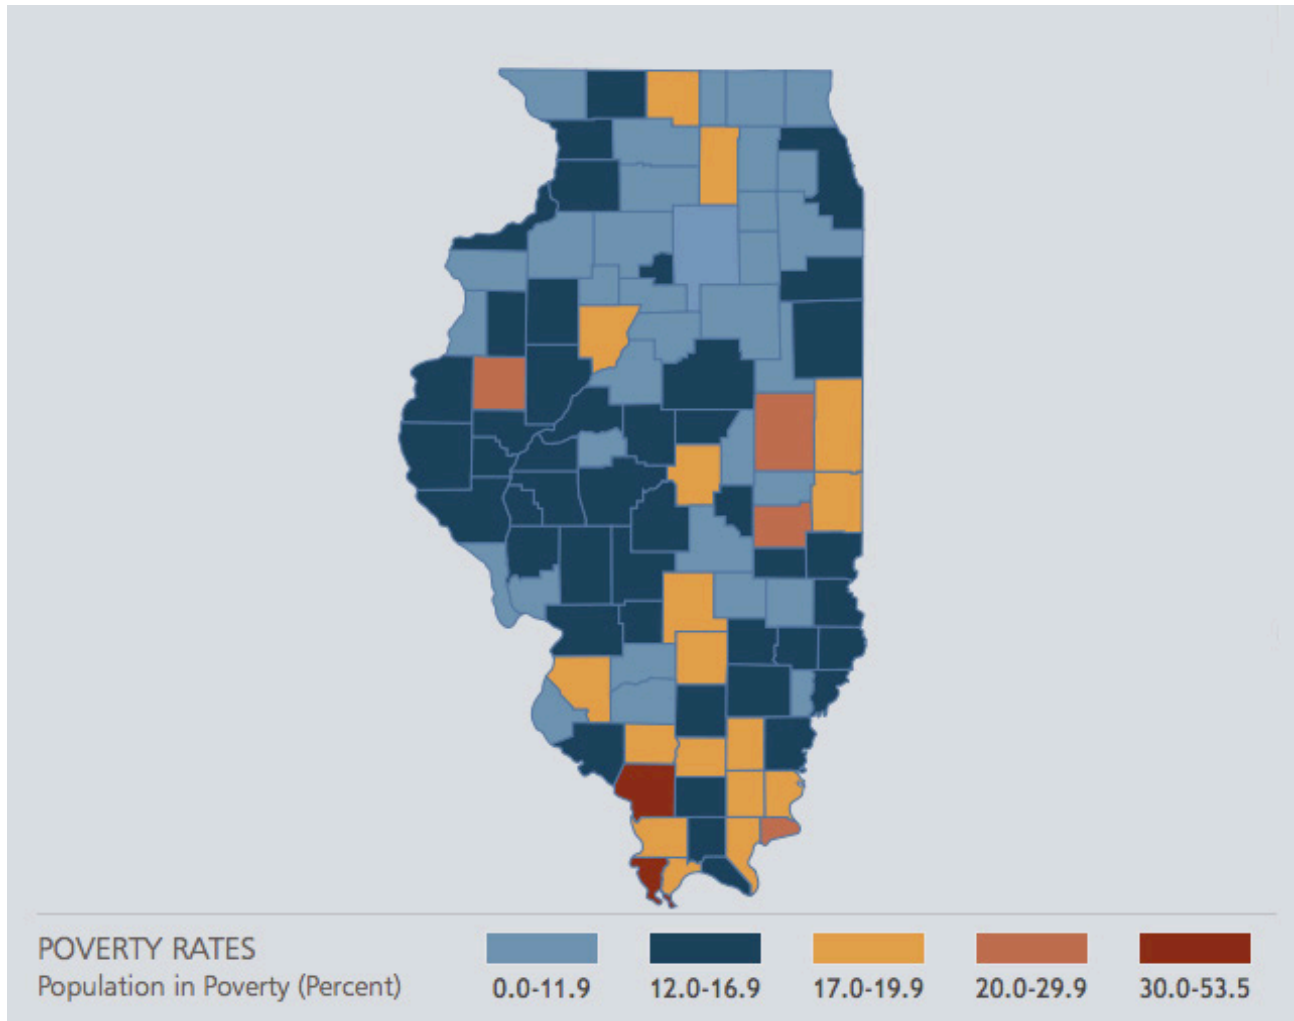 POVERTY RATES
Population in Poverty (Percent)
0.0-11.9
12.0-16.9
17.0-19.9
20.0-29.9
30.0-53.5